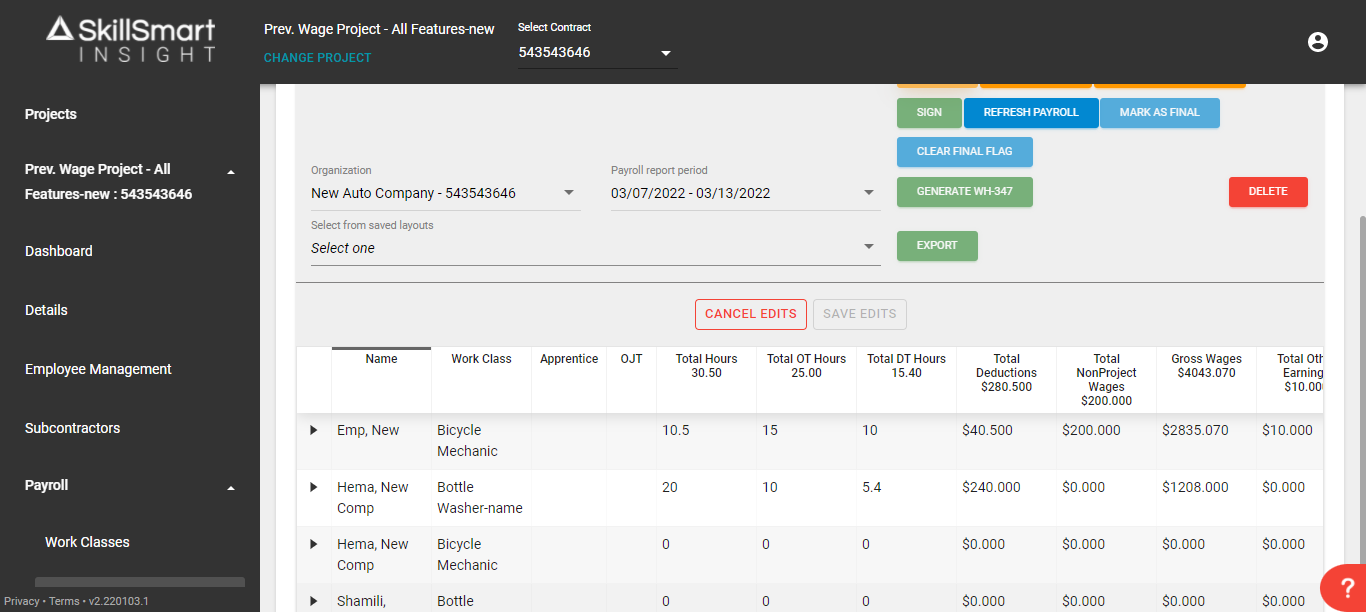 SkillSmart
INSIGHT
Prev. Wage Project - All Features-new
CHANGE PROJECT
Select Contract
543543646
Projects
Prev. Wage Project - All
Features-new : 543543646
Dashboard
Details
Employee Management
Subcontractors
Payroll
Work Classes
Privacy • Terms • v2.220103.1
SIGN
REFRESH PAYROLL
MARK AS FINAL
CLEAR FINAL FLAG
Organization
New Auto Company - 543543646
Payroll report period
03/07/2022 - 03/13/2022
GENERATE WH-347
DELETE
Select from saved layouts
Select one
EXPORT
CANCEL EDITS
SAVE EDITS
Name
Work Class
Apprentice
OJT
Total Hours
30.50
Total OT Hours
25.00
Total DT Hours
15.40
Total
Deductions
$280.500
Total
NonProject
Wages
$200.000
Gross Wages
$4043.070
Total Oth
Earning
$10.00
Emp, New
Bicycle
Mechanic
10.5
15
10
$40.500
$200.000
$2835.070
$10.000
Hema, New
Comp
Bottle
Washer-name
20
10
5.4
$240.000
$0.000
$1208.000
$0.000
Hema, New
Comp
Bicycle
Mechanic
0
0
0
$0.000
$0.000
$0.000
$0.000
Shamili,
Bottle
0
0
0
$0.000
$0.000
$0.000
$0.000
?